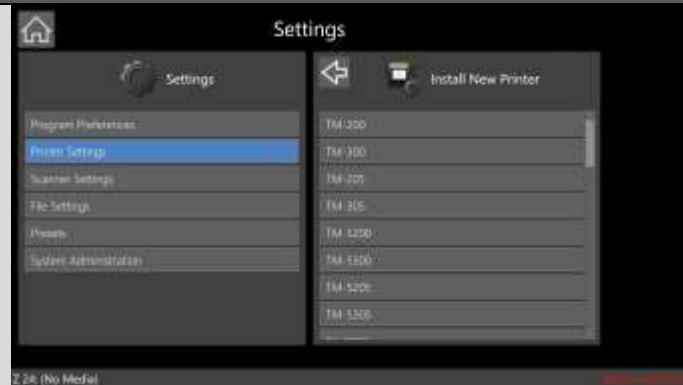 Settings
Settings
Install New Printer
Program Preferences
Printer Settings
Scanner Settings
File Settings
Presets
System Administration
TM-200
TM-300
TM-205
TM-305
TM-5200
TM-5300
TM-5205
TM-5305
Z 24: (No Media)